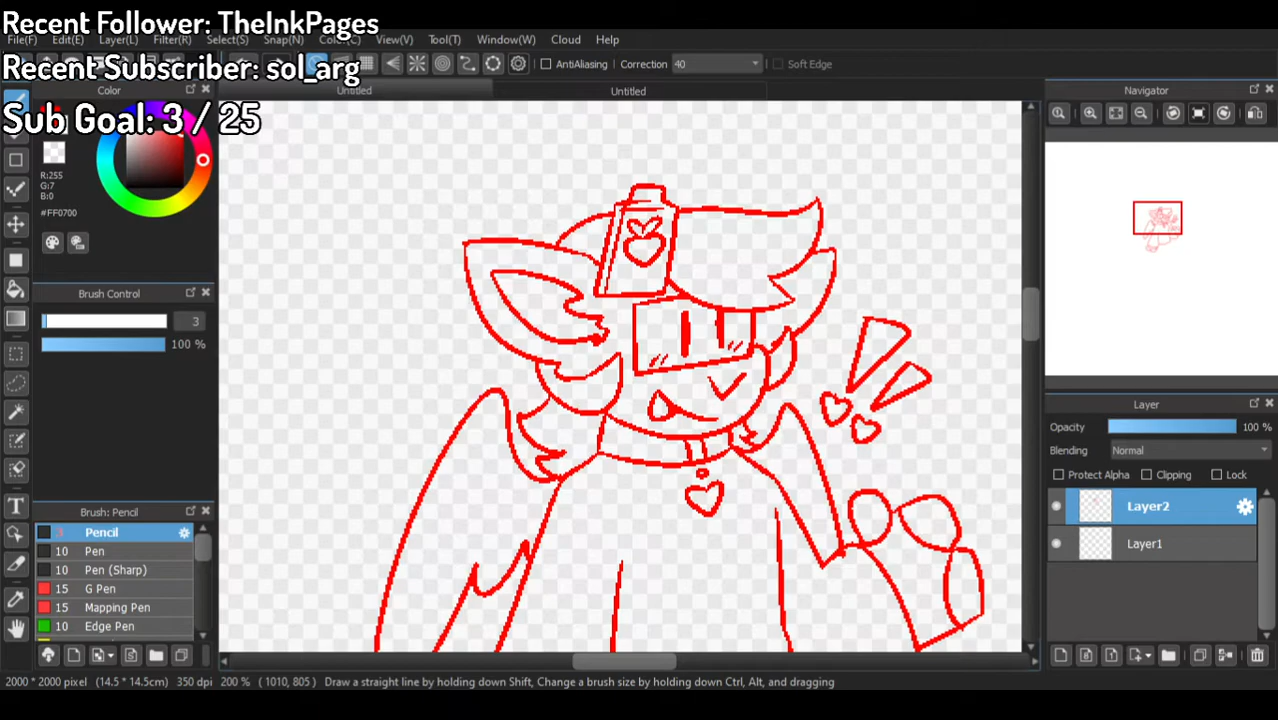 Recent Follower: TheInkPages
File(F) Edit(E) Layer(L) Filter(R) Select(S) Snap(N) Color(C) View(V) Tool(T) Window(W) Cloud Help
Recent Subscriber: sol_arg
AntiAliasing Correction 40 Soft Edge
Color
Untitled
Untitled
Navigator
Sub Goal: 3 / 25
R:255
G:7
B:0
#FF0700
Brush Control
3
100 %
Layer
Opacity 100 %
Blending Normal
Protect Alpha Clipping Lock
Layer2
Layer1
Brush: Pencil
3 Pencil
10 Pen
10 Pen (Sharp)
15 G Pen
15 Mapping Pen
10 Edge Pen
2000 * 2000 pixel (14.5 * 14.5cm) 350 dpi 200 % ( 1010, 805 ) Draw a straight line by holding down Shift, Change a brush size by holding down Ctrl, Alt, and dragging